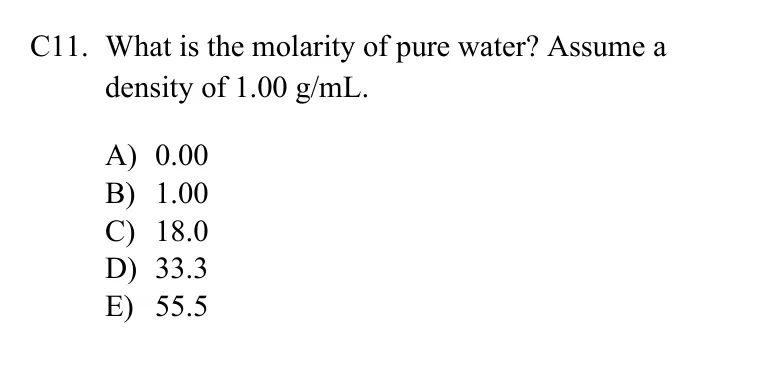 C11. What is the molarity of pure water? Assume a
density of 1.00 g/mL.
A) 0.00
B) 1.00
C) 18.0
D) 33.3
E) 55.5